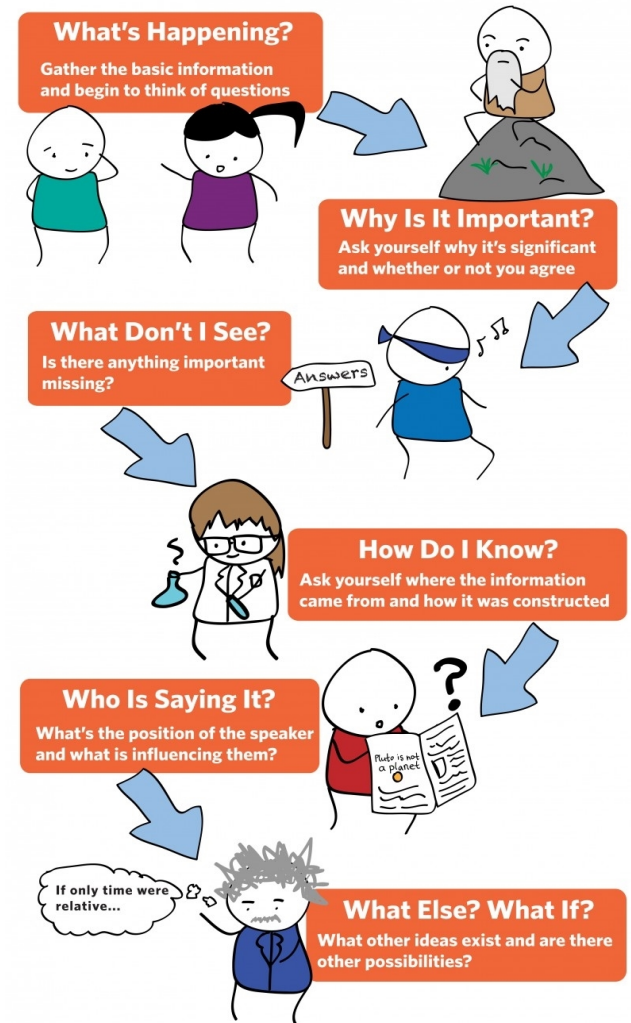 What's Happening?
Gather the basic information
and begin to think of questions
Why Is It Important?
Ask yourself why it's significant
and whether or not you agree
What Don't I See?
Is there anything important
missing?
Answers
How Do I Know?
Ask yourself where the information
came from and how it was constructed
Who Is Saying It?
What's the position of the speaker
and what is influencing them?
?
Pluto is not
a planet
If only time were
relative...
What Else? What If?
What other ideas exist and are there
other possibilities?